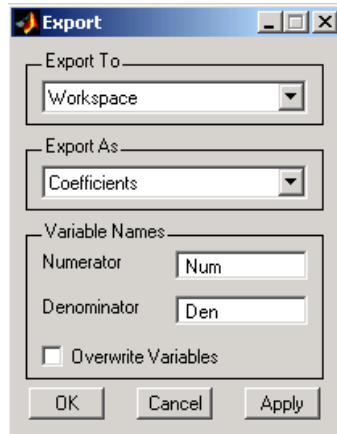 Export
Export To
Workspace
Export As
Coefficients
Variable Names
Numerator Num
Denominator Den
Overwrite Variables
OK Cancel Apply